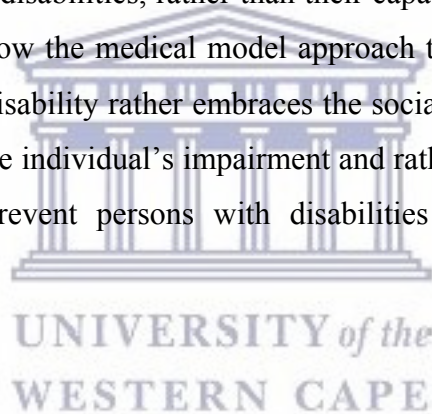 disabilities, rather than their capa
ow the medical model approach t
isability rather embraces the social
e individual's impairment and rath
revent persons with disabilities
UNIVERSITY of the
WESTERN CAPE